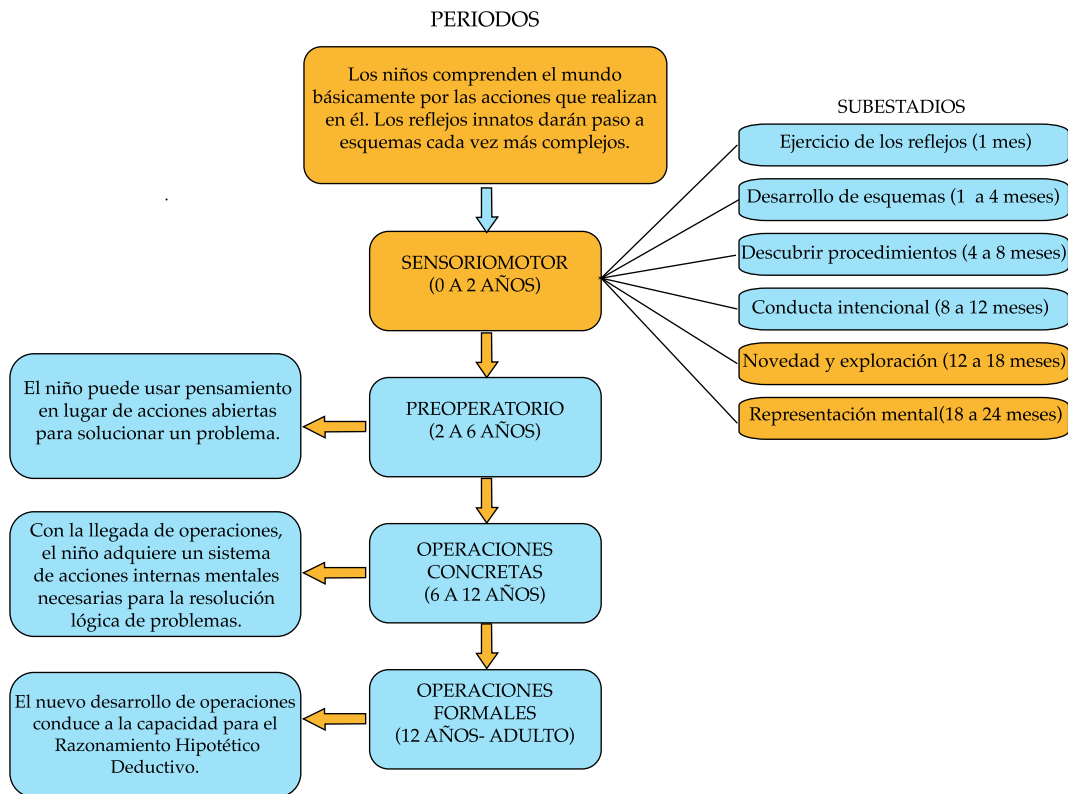 PERIODOS
Los niños comprenden el mundo
básicamente por las acciones que realizan
en él. Los reflejos innatos darán paso a
esquemas cada vez más complejos.
SUBESTADIOS
Ejercicio de los reflejos (1 mes)
Desarrollo de esquemas (1 a 4 meses)
Descubrir procedimientos (4 a 8 meses)
Conducta intencional (8 a 12 meses)
Novedad y exploración (12 a 18 meses)
Representación mental(18 a 24 meses)
SENSORIOMOTOR
(0 A 2 AÑOS)
El niño puede usar pensamiento
en lugar de acciones abiertas
para solucionar un problema.
PREOPERATORIO
(2 A 6 AÑOS)
Con la llegada de operaciones,
el niño adquiere un sistema
de acciones internas mentales
necesarias para la resolución
lógica de problemas.
OPERACIONES
CONCRETAS
(6 A 12 AÑOS)
El nuevo desarrollo de operaciones
conduce a la capacidad para el
Razonamiento Hipotético
Deductivo.
OPERACIONES
FORMALES
(12 AÑOS- ADULTO)